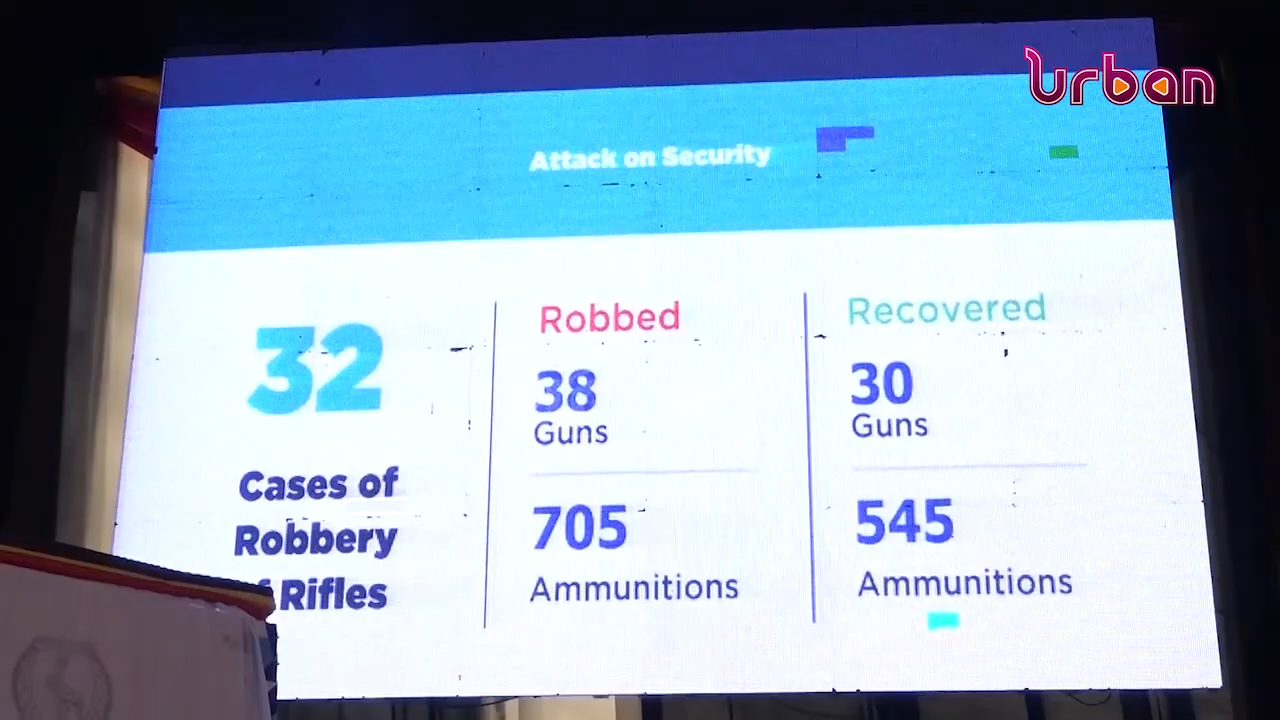 Urban
Attack on Security
32
Cases of
Robbery
Rifles
Robbed
38
Guns
705
Ammunitions
Recovered
30
Guns
545
Ammunitions